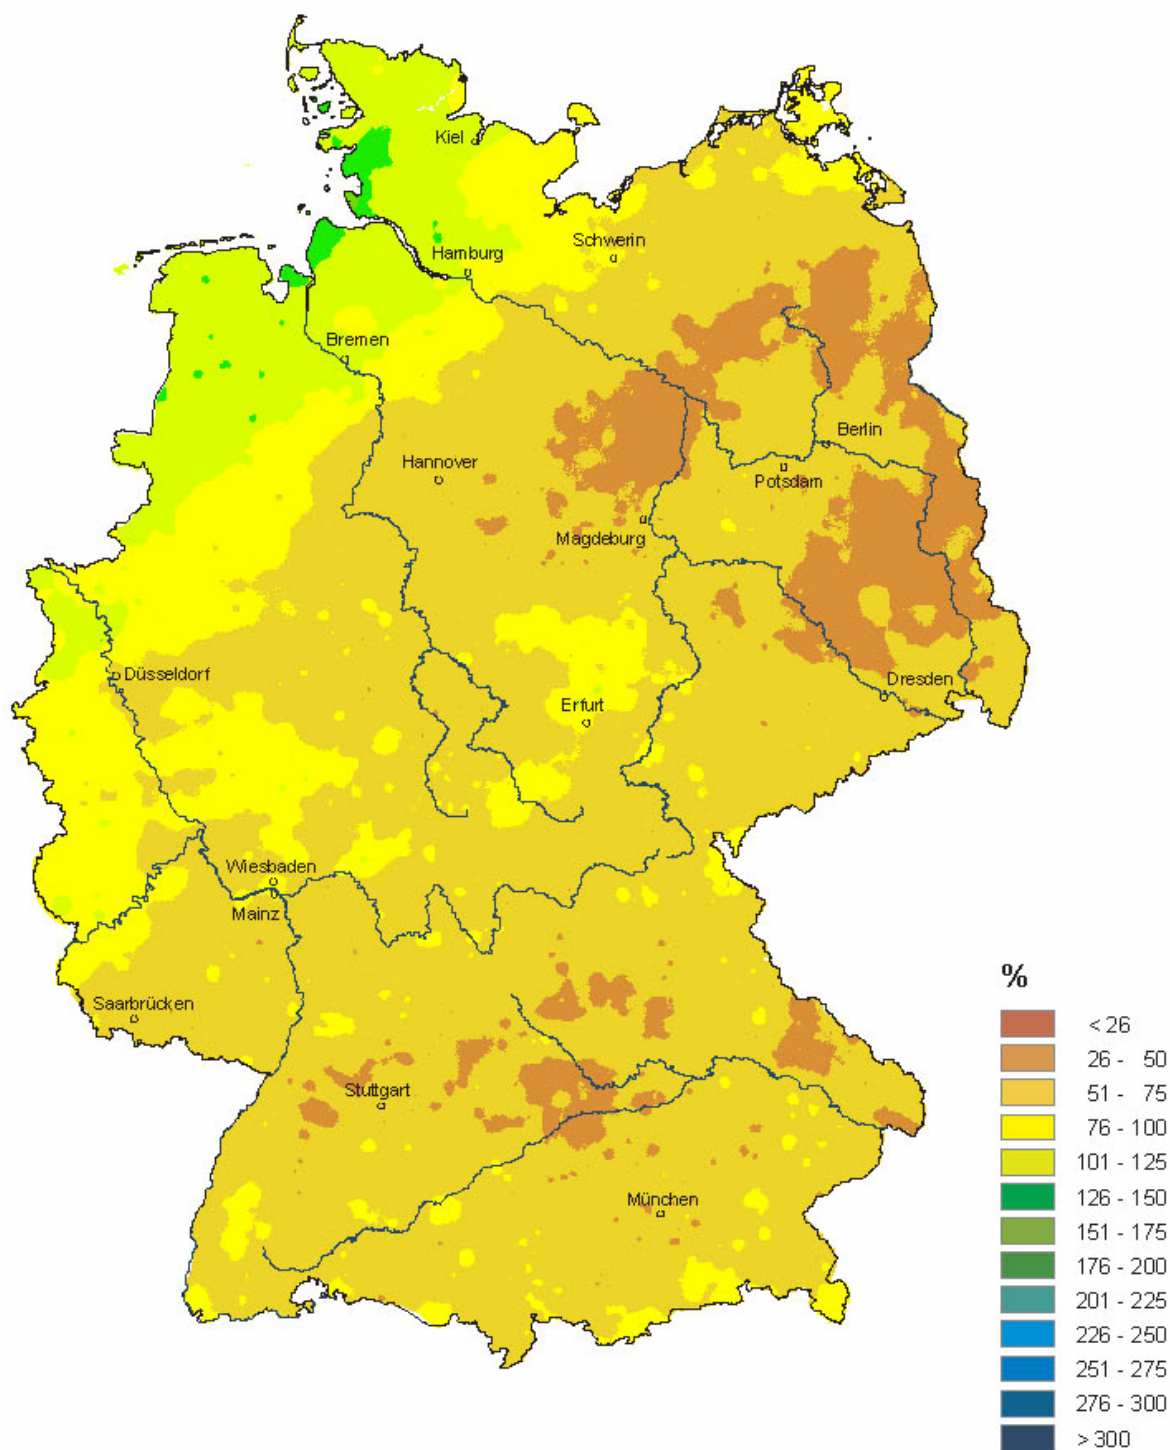 Kiel
Schwerin
Hamburg
Bremen
Berlin
Hannover
Potsdam
Magdeburg
Düsseldorf
Dresden
Erfurt
Wiesbaden
Mainz
Saarbrücken
Stuttgart
München
%
< 26
26 - 50
51 - 75
76 - 100
101 - 125
126 - 150
151 - 175
176 - 200
201 - 225
226 - 250
251 - 275
276 - 300
> 300